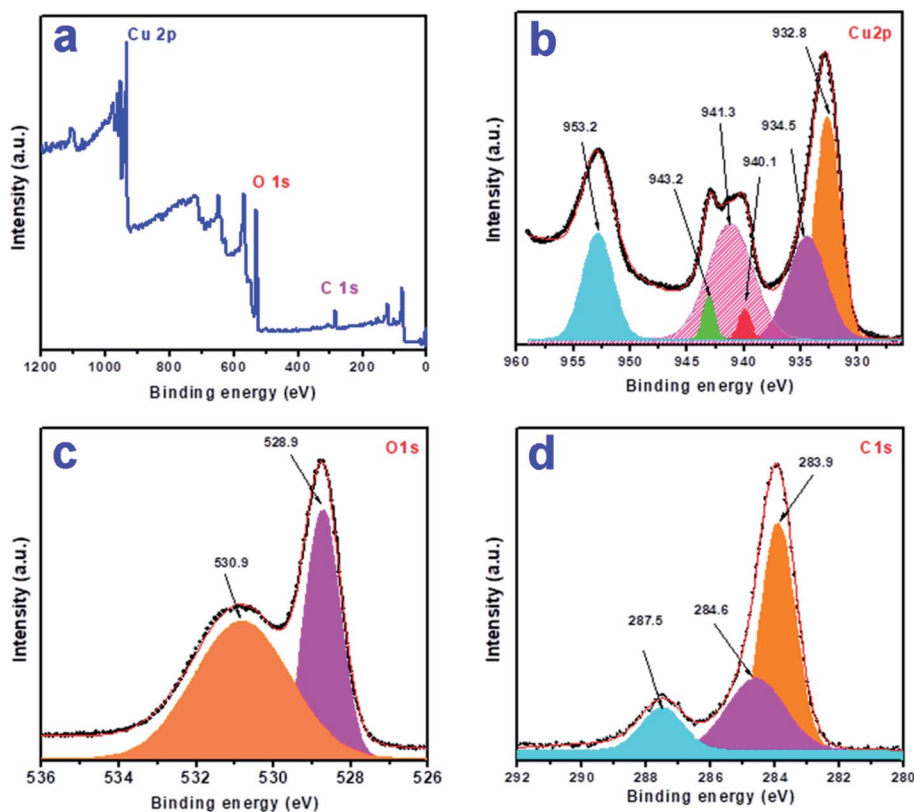 a
Cu 2p
O 1s
C 1s
Intensity (a.u.)
1200 1000 800 600 400 200 0
Binding energy (eV)
b
Cu2p
932.8
941.3
934.5
953.2
943.2
940.1
Intensity (a.u.)
960 955 950 945 940 935 930
Binding energy (eV)
c
O1s
528.9
530.9
Intensity (a.u.)
536 534 532 530 528 526
Binding energy (eV)
d
C1s
283.9
284.6
287.5
Intensity (a.u.)
292 290 288 286 284 282 280
Binding energy (eV)